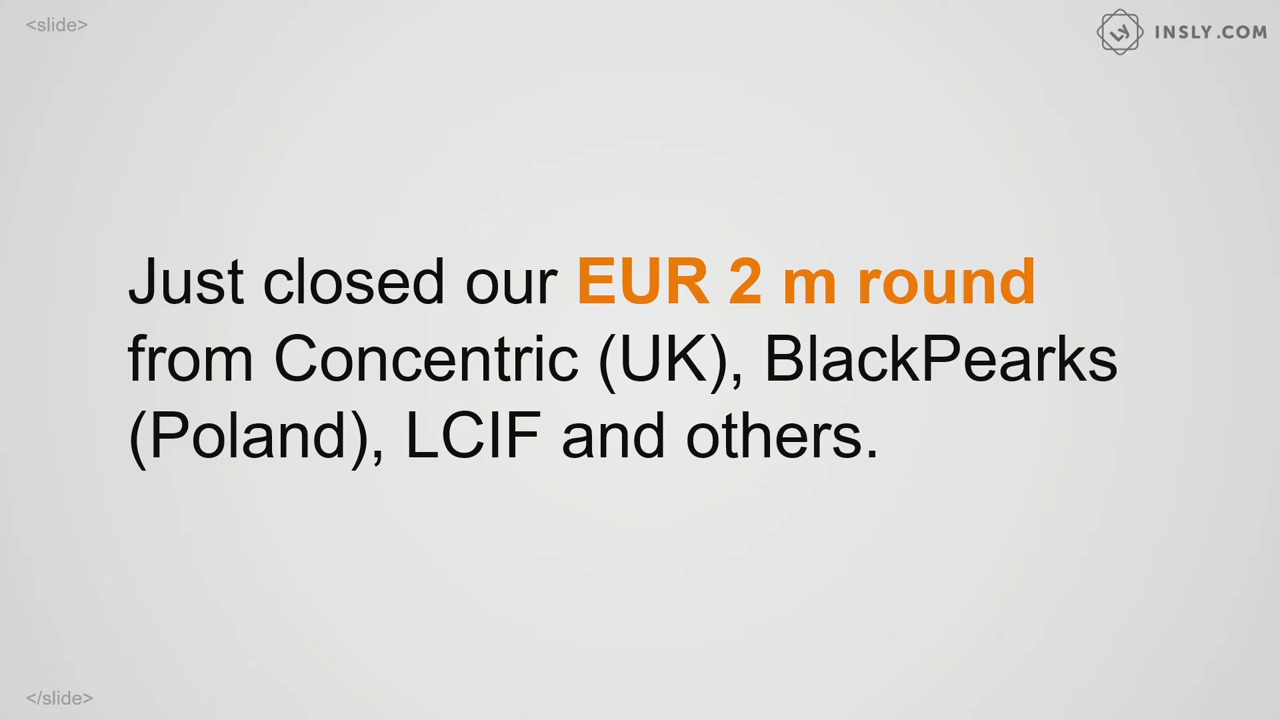 <slide>
INSLY.COM
Just closed our EUR 2 m round
from Concentric (UK), BlackPearks
(Poland), LCIF and others.
</slide>